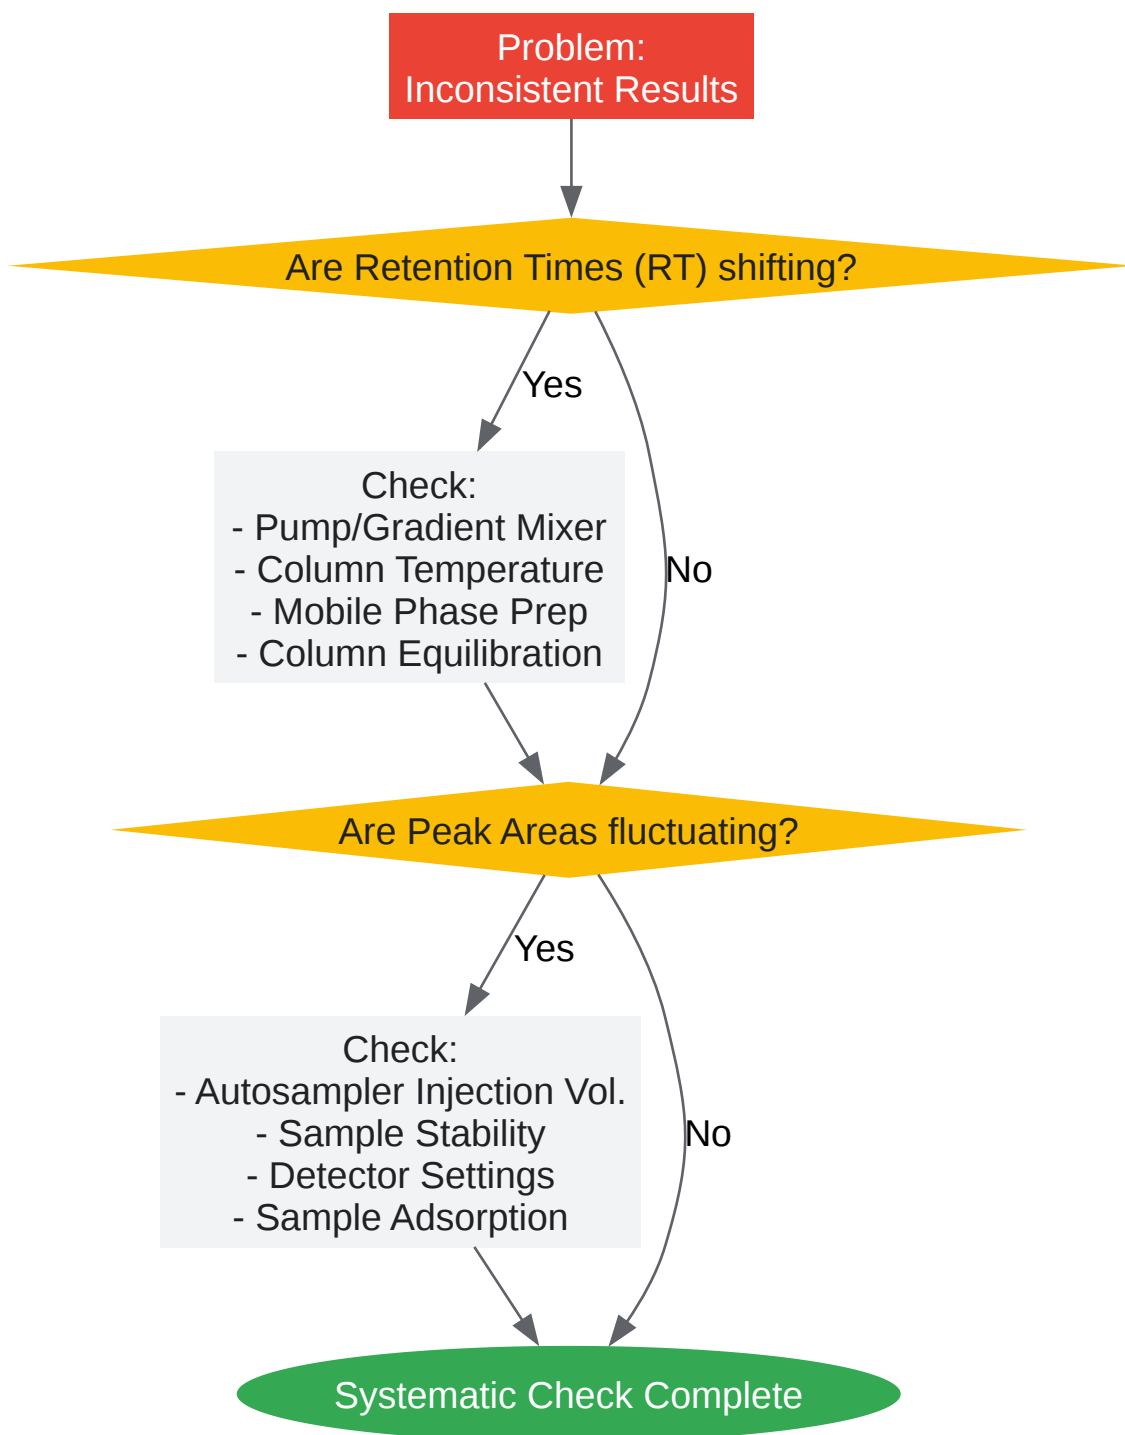 Problem:
Inconsistent Results
Are Retention Times (RT) shifting?
Yes
Check:
- Pump/Gradient Mixer
- Column Temperature
- Mobile Phase Prep
- Column Equilibration
No
Are Peak Areas fluctuating?
Yes
Check:
- Autosampler Injection Vol.
- Sample Stability
- Detector Settings
- Sample Adsorption
No
Systematic Check Complete